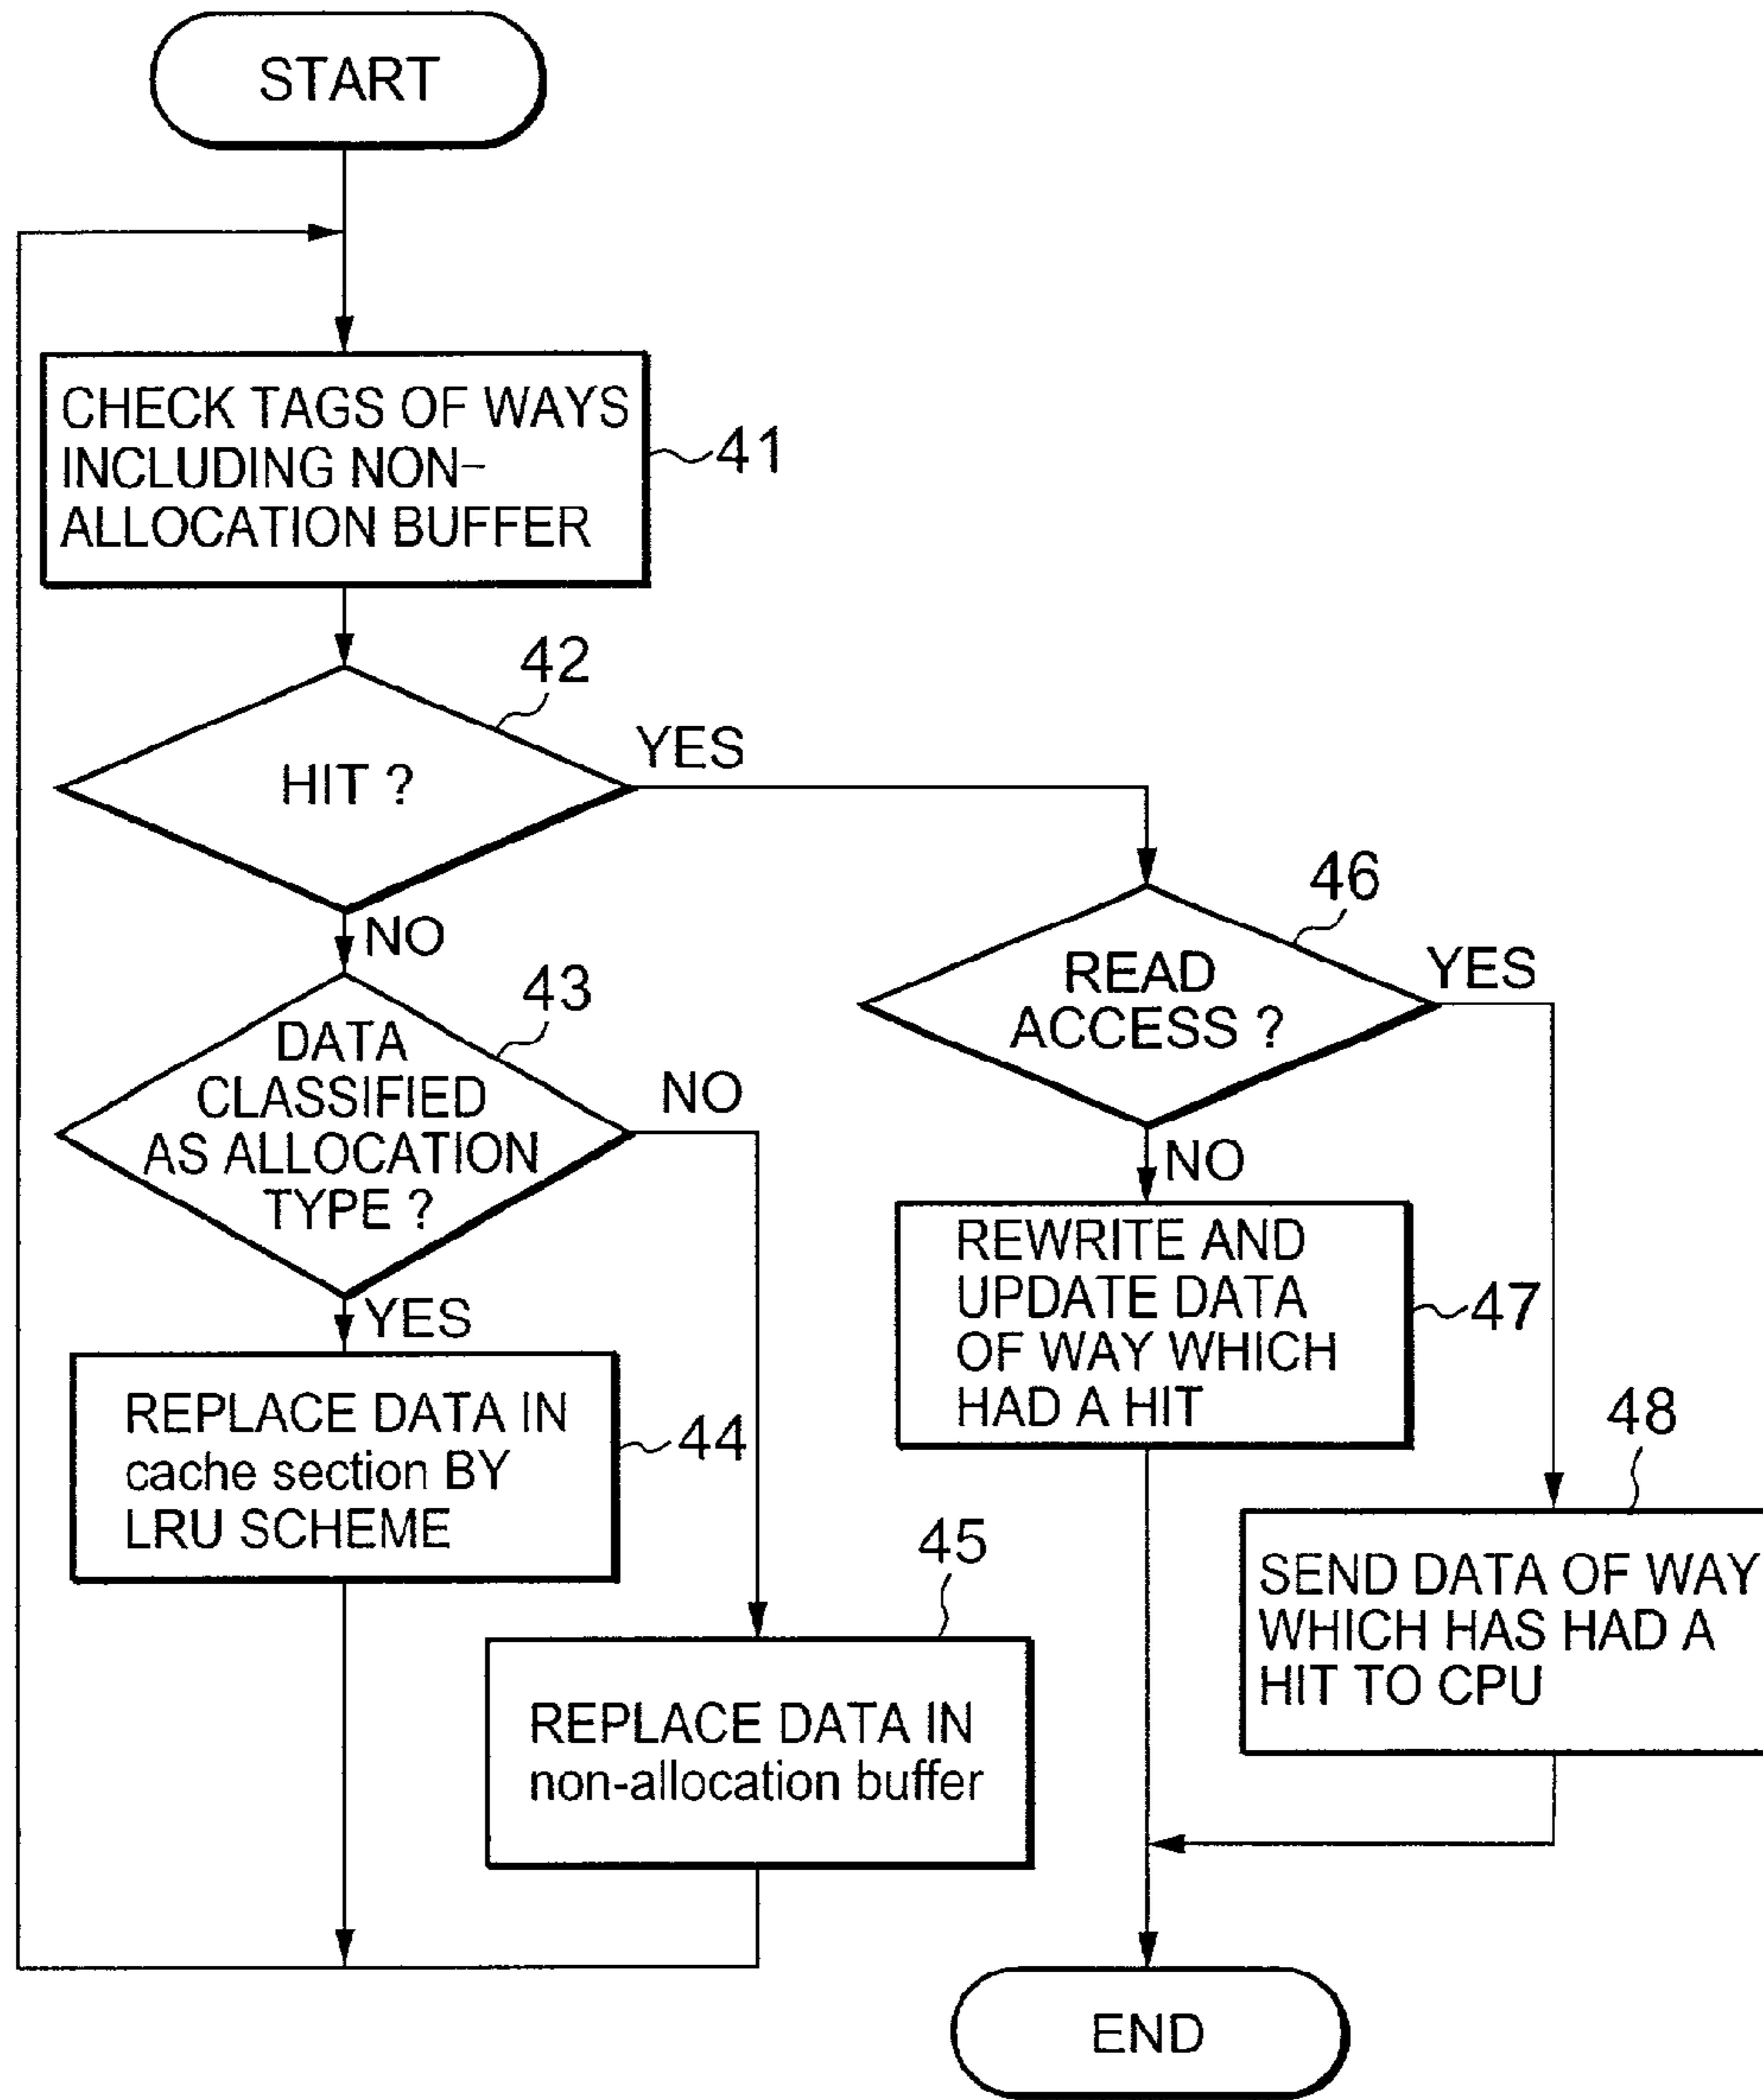 START
CHECK TAGS OF WAYS
INCLUDING NON-
ALLOCATION BUFFER
41
42
HIT ?
YES
NO
43
DATA
CLASSIFIED
AS ALLOCATION
TYPE ?
NO
YES
REPLACE DATA IN
cache section BY
LRU SCHEME
44
45
REPLACE DATA IN
non-allocation buffer
46
READ
ACCESS ?
YES
NO
REWRITE AND
UPDATE DATA
OF WAY WHICH
HAD A HIT
47
48
SEND DATA OF WAY
WHICH HAS HAD A
HIT TO CPU
END